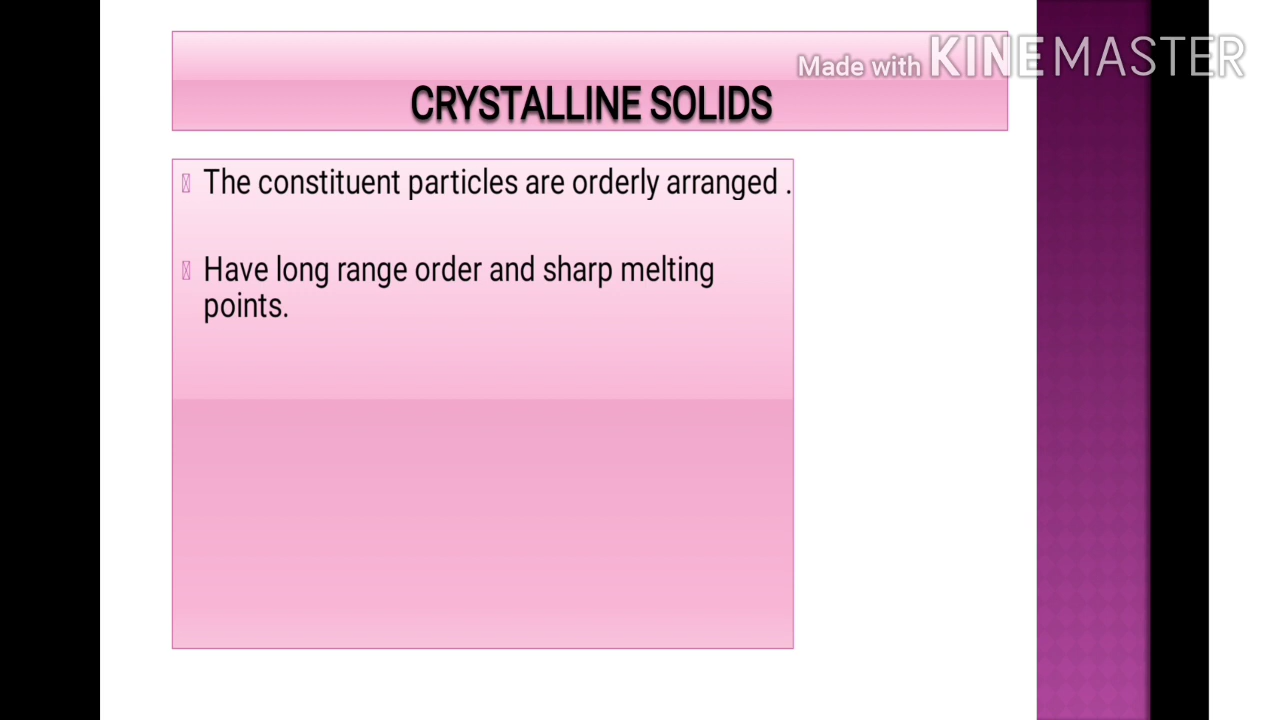 Made with KINEMASTER
CRYSTALLINE SOLIDS
The constituent particles are orderly arranged .
Have long range order and sharp melting
points.